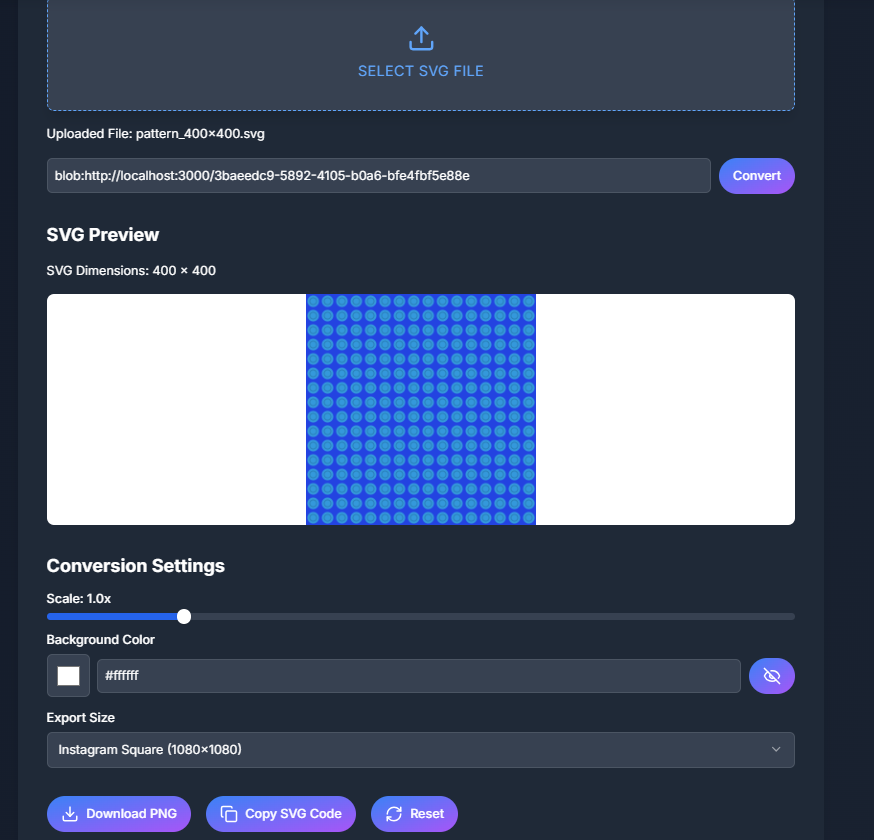 SELECT SVG FILE
Uploaded File: pattern_400×400.svg
blob:http://localhost:3000/3baeedc9-5892-4105-b0a6-bfe4fbf5e88e
Convert
SVG Preview
SVG Dimensions: 400 × 400
Conversion Settings
Scale: 1.0x
Background Color
#ffffff
Export Size
Instagram Square (1080×1080)
Download PNG
Copy SVG Code
Reset